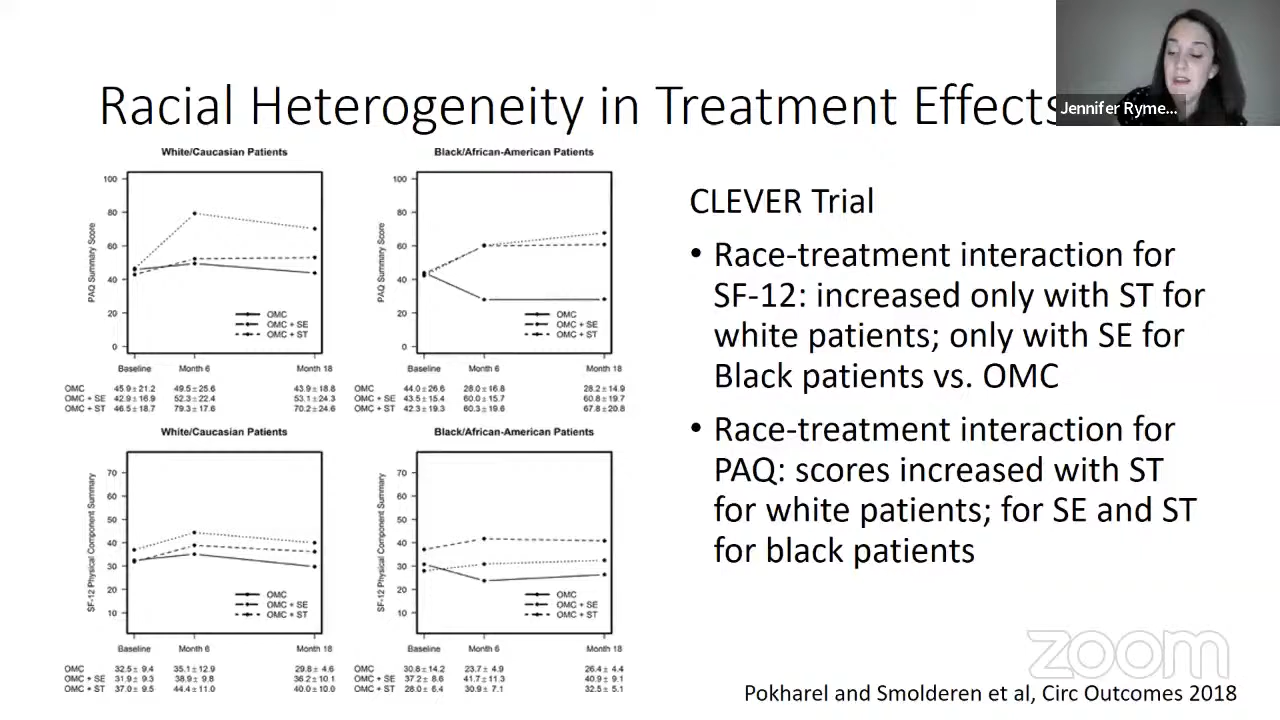 Racial Heterogeneity in Treatment Effects
Jennifer Ryme...
White/Caucasian Patients
100
80
60
40
20
0
PAQ Summary Score
OMC
OMC + SE
OMC + ST
Baseline Month 6 Month 18
OMC 45.9±21.2 49.5±25.6 43.9±18.8
OMC + SE 42.9±16.9 52.3±22.4 53.1±24.3
OMC + ST 46.5±18.7 79.3±17.6 70.2±24.6
Black/African-American Patients
100
80
60
40
20
0
PAQ Summary Score
OMC
OMC + SE
OMC + ST
Baseline Month 6 Month 18
OMC 44.0±26.6 28.0±16.8 28.2±14.9
OMC + SE 43.5±15.4 60.0±15.7 60.8±19.7
OMC + ST 42.3±19.3 60.3±19.6 67.8±20.8
White/Caucasian Patients
70
60
50
40
30
20
10
SF-12 Physical Component Summary
OMC
OMC + SE
OMC + ST
Baseline Month 6 Month 18
OMC 32.5± 9.4 35.1±12.9 29.8± 4.6
OMC + SE 31.9± 9.3 38.9± 9.8 36.2±10.1
OMC + ST 37.0± 9.5 44.4±11.0 40.0±10.0
Black/African-American Patients
70
60
50
40
30
20
10
SF-12 Physical Component Summary
OMC
OMC + SE
OMC + ST
Baseline Month 6 Month 18
OMC 30.8±14.2 23.7± 4.9 26.4± 4.4
OMC + SE 37.2± 8.6 41.7±11.3 40.9± 9.1
OMC + ST 28.0± 6.4 30.9± 7.1 32.5± 5.1
CLEVER Trial
• Race-treatment interaction for
SF-12: increased only with ST for
white patients; only with SE for
Black patients vs. OMC
• Race-treatment interaction for
PAQ: scores increased with ST
for white patients; for SE and ST
for black patients
zoom
Pokharel and Smolderen et al, Circ Outcomes 2018